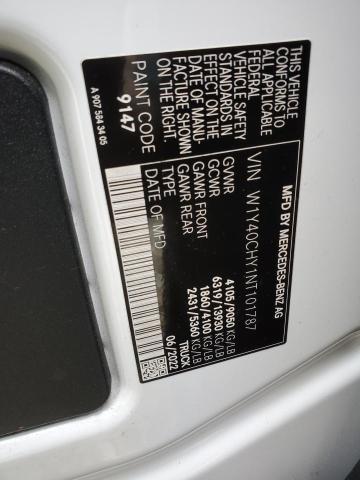 MFD BY MERCEDES-BENZ AG
VIN W1Y40CHY1NT101787
GVWR 4105/9050 KG/LB
GCWR 6319/13930 KG/LB
GAWR FRONT 1860/4100 KG/LB
GAWR REAR 2431/5360 KG/LB
TYPE TRUCK
DATE OF MFD 06/2022
THIS VEHICLE
CONFORMS TO ALL
APPLICABLE
FEDERAL
VEHICLE SAFETY
STANDARDS IN
EFFECT ON THE
DATE OF MANU-
FACTURE SHOWN
ON THE RIGHT.
PAINT CODE
9147
A 907 584 34 05